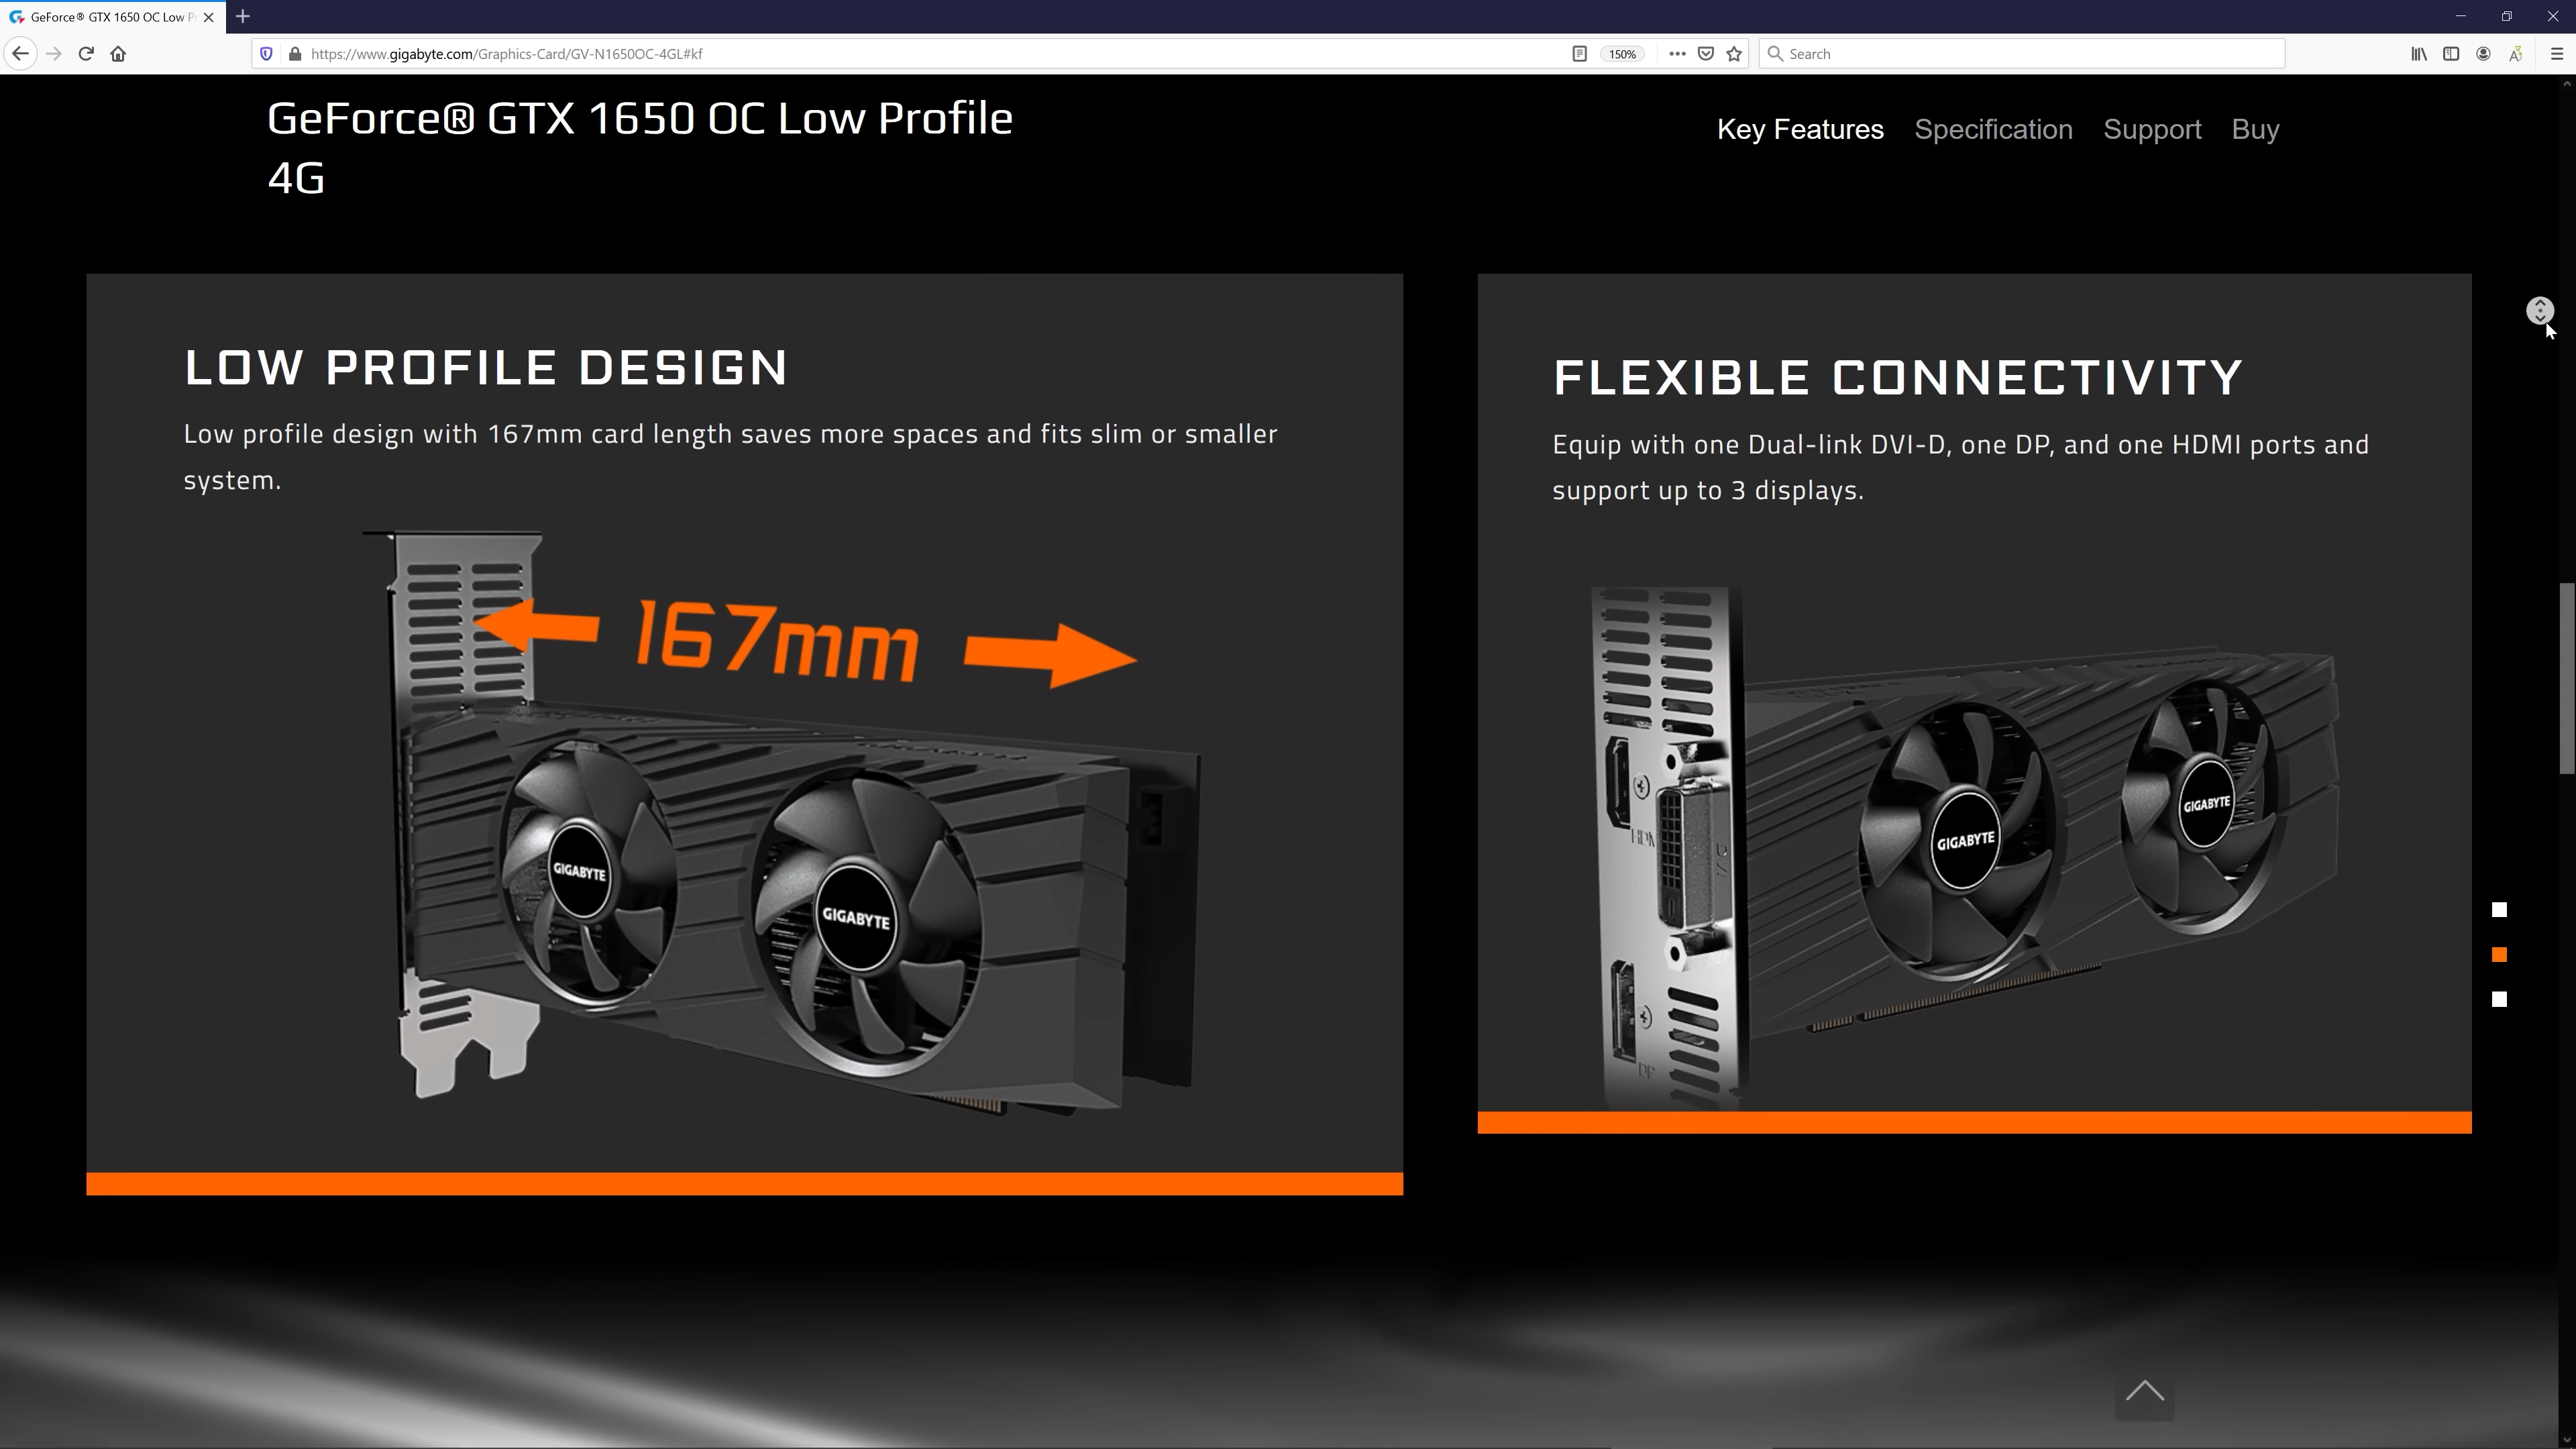 GeForce® GTX 1650 OC Low P
https://www.gigabyte.com/Graphics-Card/GV-N1650OC-4GL#kf
150%
Search
GeForce® GTX 1650 OC Low Profile
4G
Key Features Specification Support Buy
LOW PROFILE DESIGN
Low profile design with 167mm card length saves more spaces and fits slim or smaller
system.
167mm
GIGABYTE
GIGABYTE
FLEXIBLE CONNECTIVITY
Equip with one Dual-link DVI-D, one DP, and one HDMI ports and
support up to 3 displays.
GIGABYTE
GIGABYTE
DP